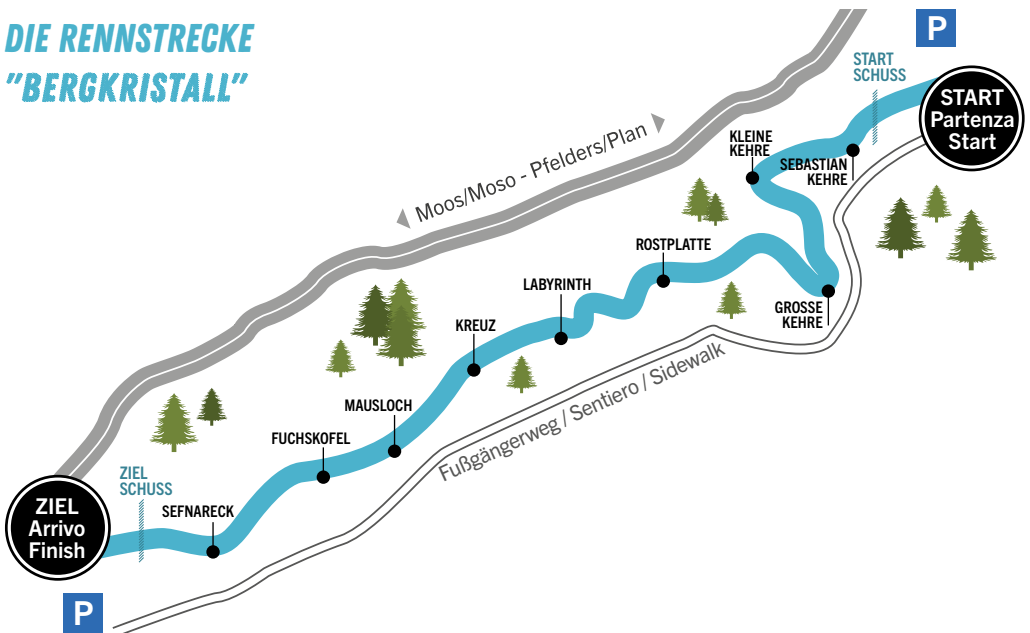 DIE RENNSTRECKE
"BERGKRISTALL"
P
START
SCHUSS
START
Partenza
Start
KLEINE
KEHRE
SEBASTIAN
KEHRE
Moos/Moso - Pfelders/Plan
ROSTPLATTE
LABYRINTH
GROSSE
KEHRE
KREUZ
Fußgängerweg / Sentiero / Sidewalk
MAUSLOCH
FUCHSKOFEL
ZIEL
SCHUSS
SEFNARECK
ZIEL
Arrivo
Finish
P